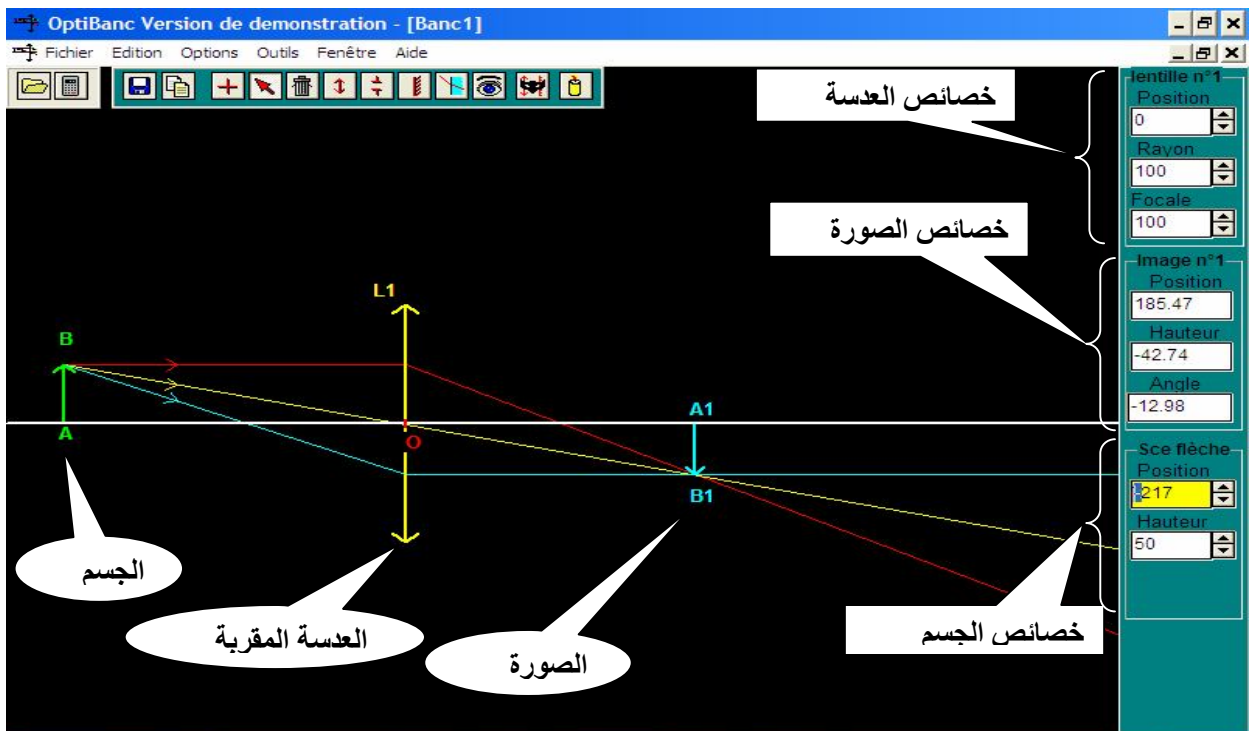 OptiBanc Version de demonstration - [Banc1]
Fichier Edition Options Outils Fenêtre Aide
خصائص العدسة
lentille n°1
Position
0
Rayon
100
Focale
100
خصائص الصورة
Image n°1
Position
185.47
Hauteur
-42.74
Angle
-12.98
L1
B
A
O
A1
B1
Sce flèche
Position
-217
Hauteur
50
الجسم
العدسة المقربة
الصورة
خصائص الجسم